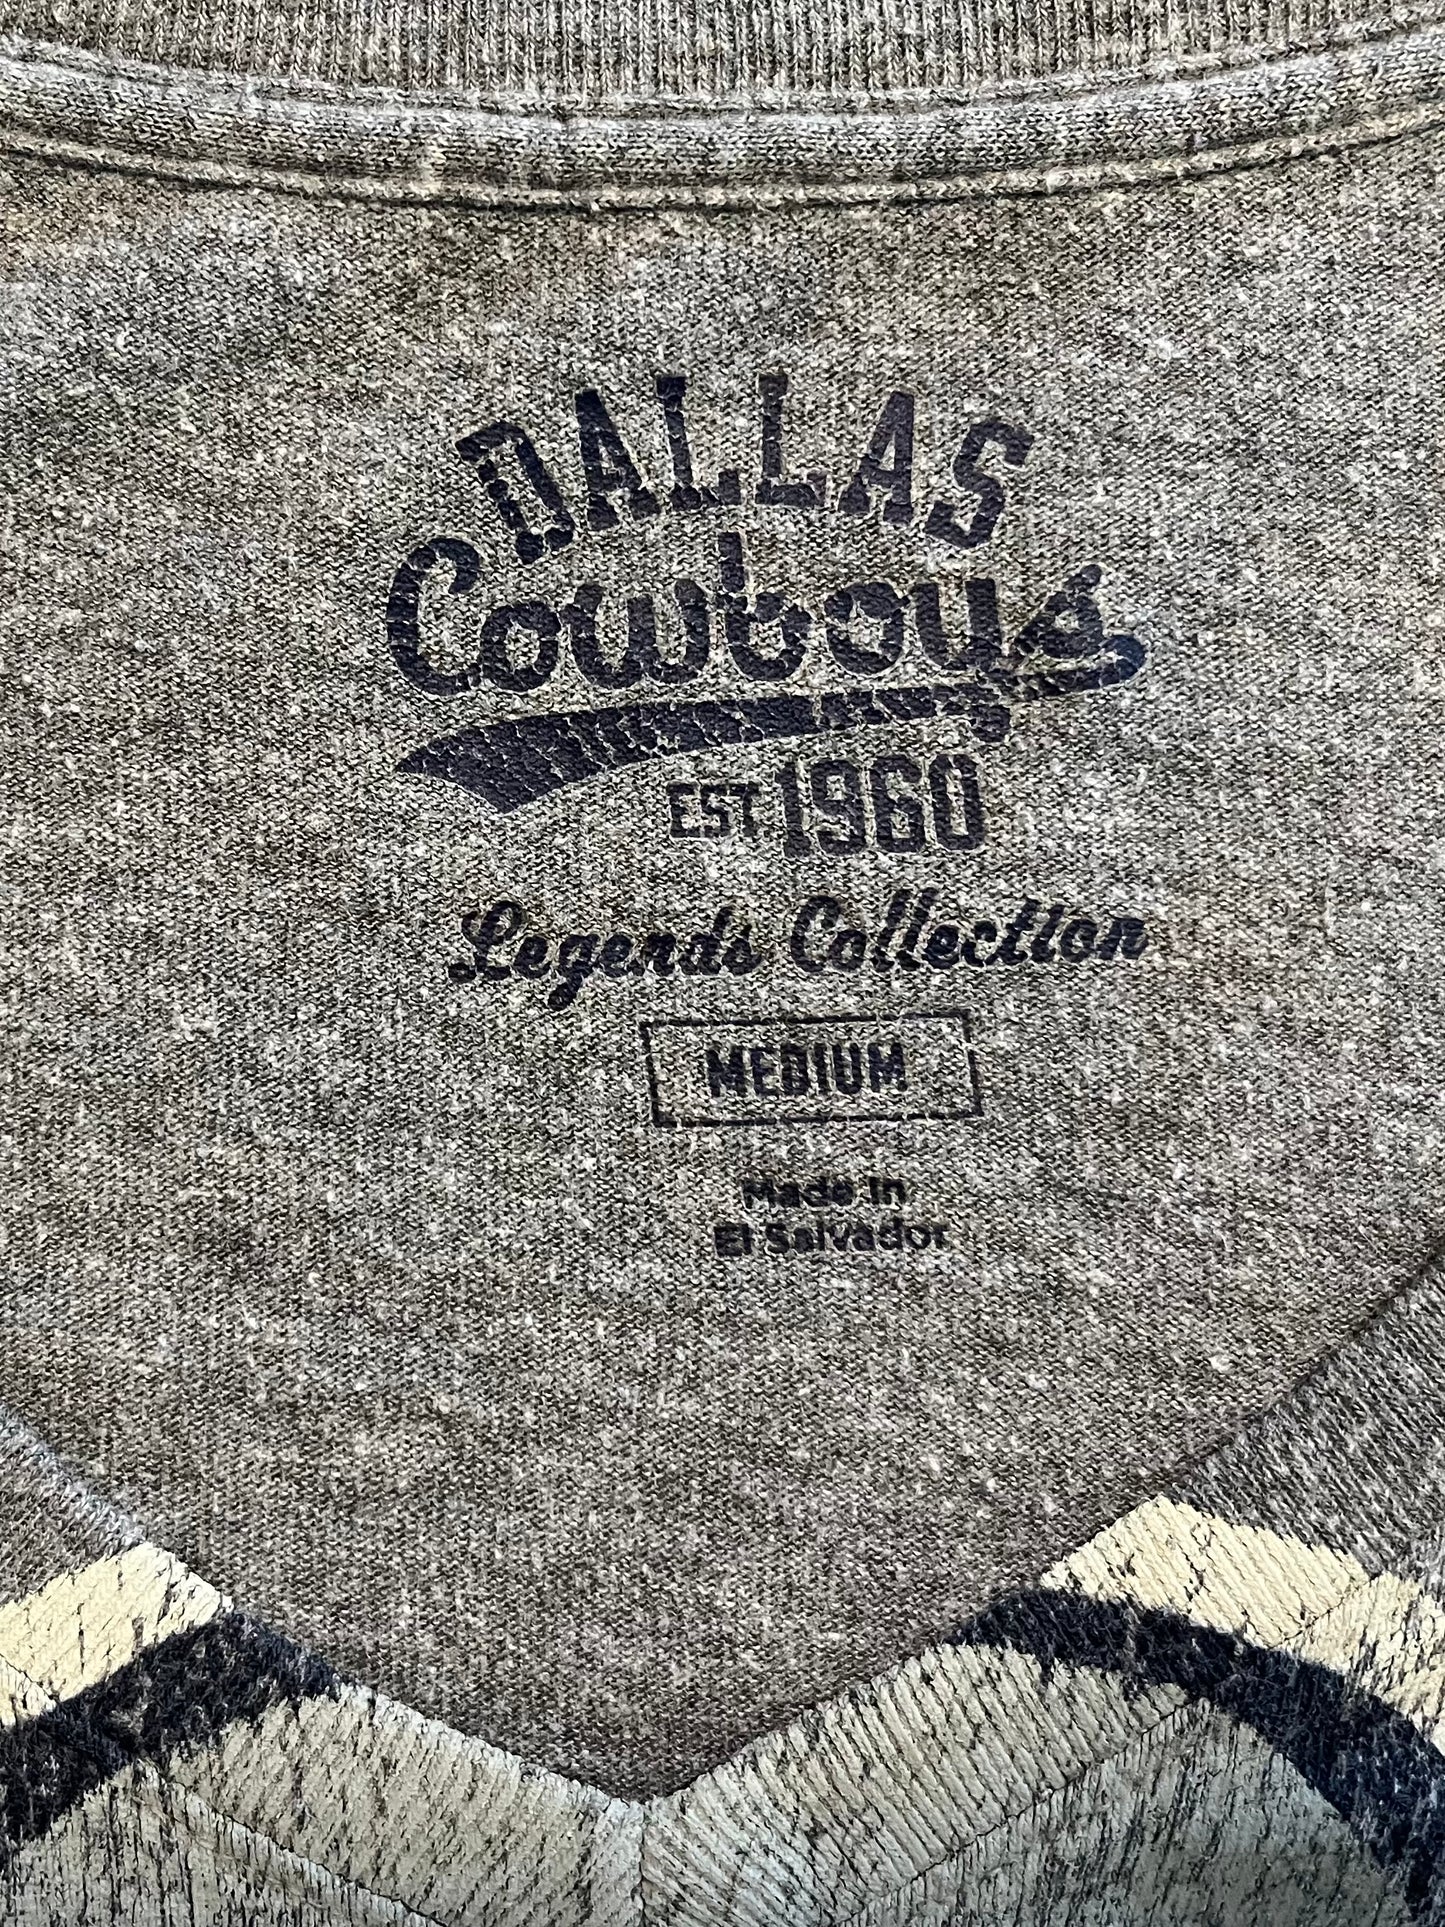 DALLAS
Cowboys
EST. 1960
Legends Collection
MEDIUM
Made In
El Salvador